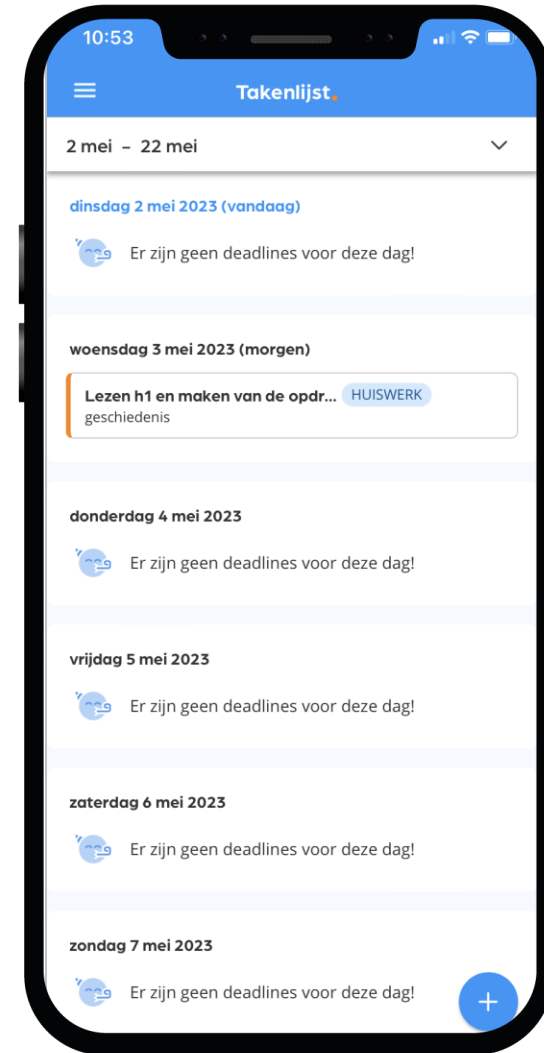 10:53
Takenlijst.
2 mei – 22 mei
dinsdag 2 mei 2023 (vandaag)
Er zijn geen deadlines voor deze dag!
woensdag 3 mei 2023 (morgen)
Lezen h1 en maken van de opdr... HUISWERK
geschiedenis
donderdag 4 mei 2023
Er zijn geen deadlines voor deze dag!
vrijdag 5 mei 2023
Er zijn geen deadlines voor deze dag!
zaterdag 6 mei 2023
Er zijn geen deadlines voor deze dag!
zondag 7 mei 2023
Er zijn geen deadlines voor deze dag!